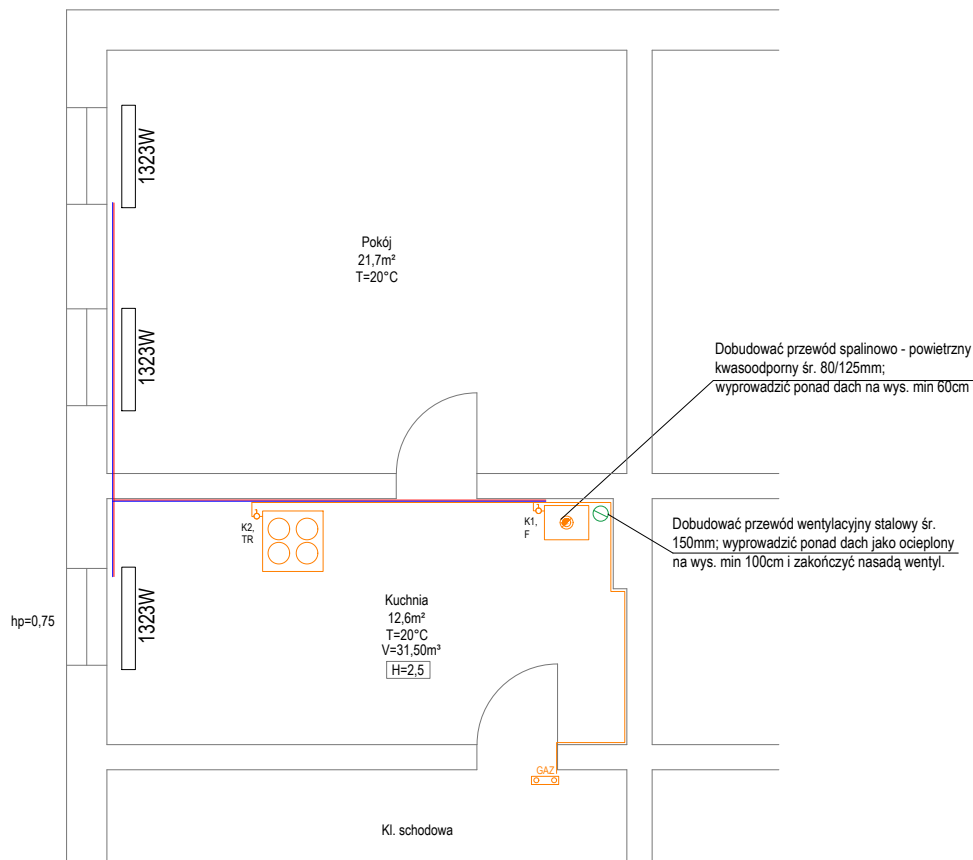 1323W
Pokój
21,7m²
T=20°C
1323W
Dobudować przewód spalinowo - powietrzny
kwasoodporny śr. 80/125mm;
wyprowadzić ponad dach na wys. min 60cm
K2,
TR
K1,
F
Dobudować przewód wentylacyjny stalowy śr.
150mm; wyprowadzić ponad dach jako ocieplony
na wys. min 100cm i zakończyć nasadą wentyl.
hp=0,75
1323W
Kuchnia
12,6m²
T=20°C
V=31,50m³
H=2,5
GAZ
Kl. schodowa